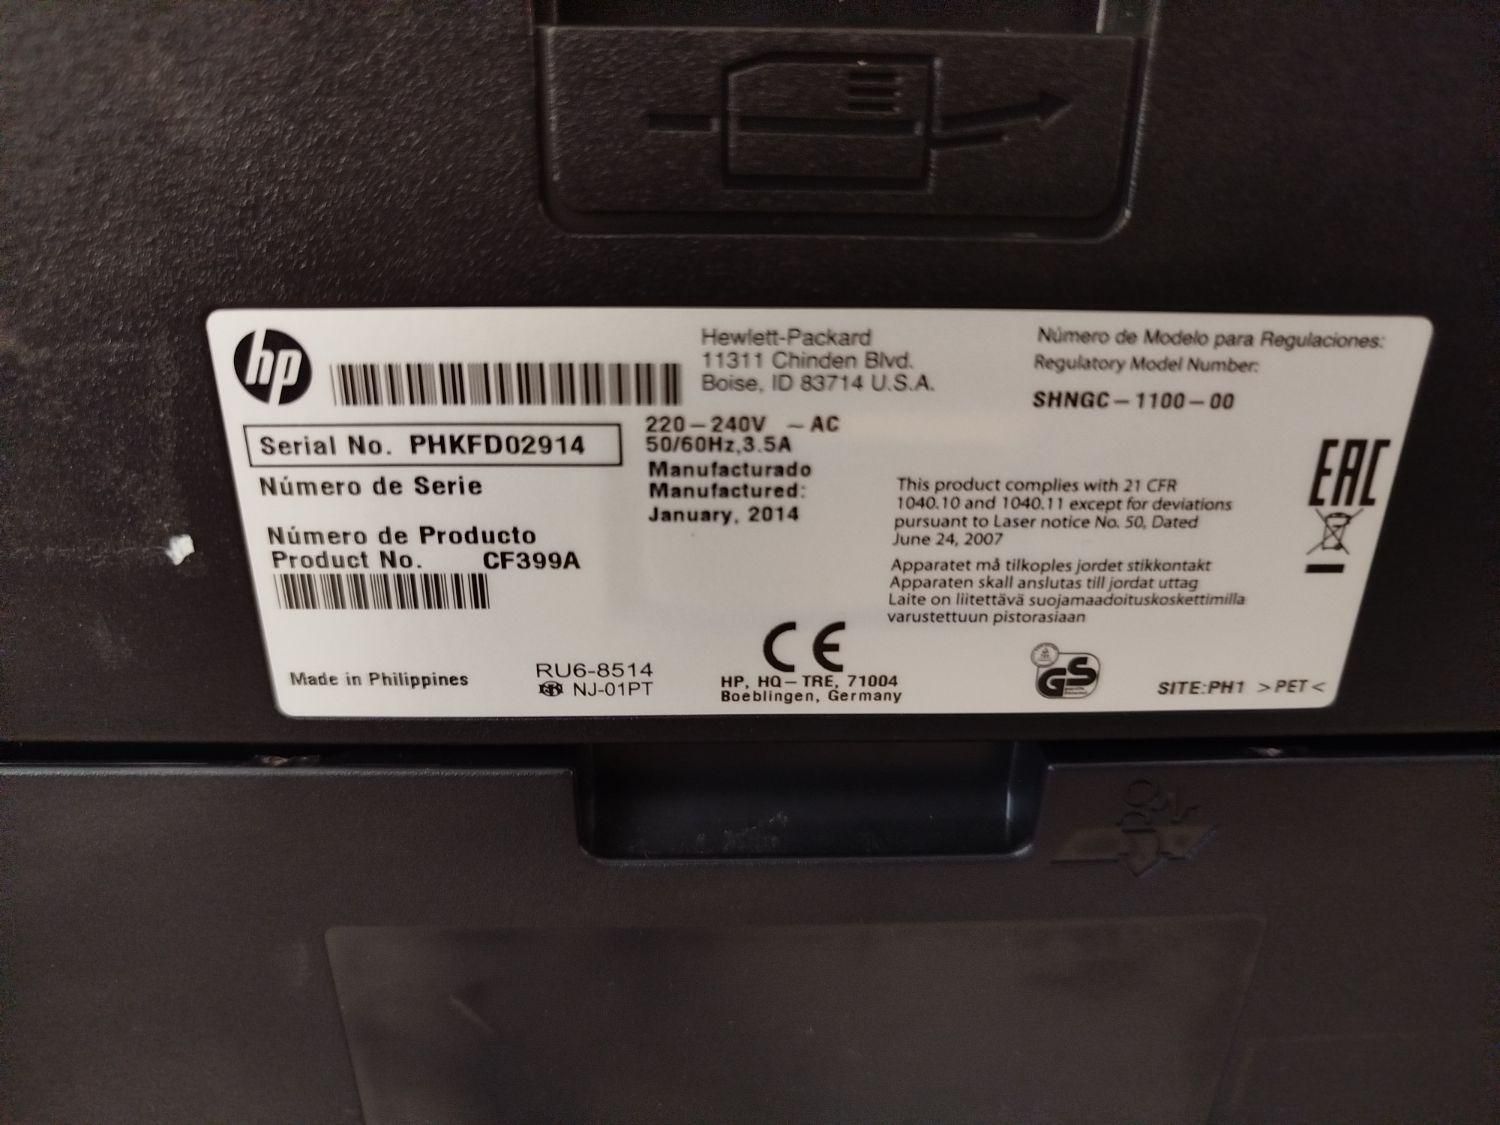 hp
Hewlett-Packard
11311 Chinden Blvd.
Boise, ID 83714 U.S.A.
Número de Modelo para Regulaciones:
Regulatory Model Number:
SHNGC-1100-00
Serial No. PHKFD02914
Número de Serie
220-240V ~ AC
50/60Hz,3.5A
Manufacturado
Manufactured:
January, 2014
Número de Producto
Product No. CF399A
EAC
This product complies with 21 CFR
1040.10 and 1040.11 except for deviations
pursuant to Laser notice No. 50, Dated
June 24, 2007
Apparatet må tilkoples jordet stikkontakt
Apparaten skall anslutas till jordat uttag
Laite on liitettävä suojamaadoituskoskettimilla
varustettuun pistorasiaan
Made in Philippines
RU6-8514
NJ-01PT
CE
HP, HQ-TRE, 71004
Boeblingen, Germany
GS
SITE:PH1 >PET<